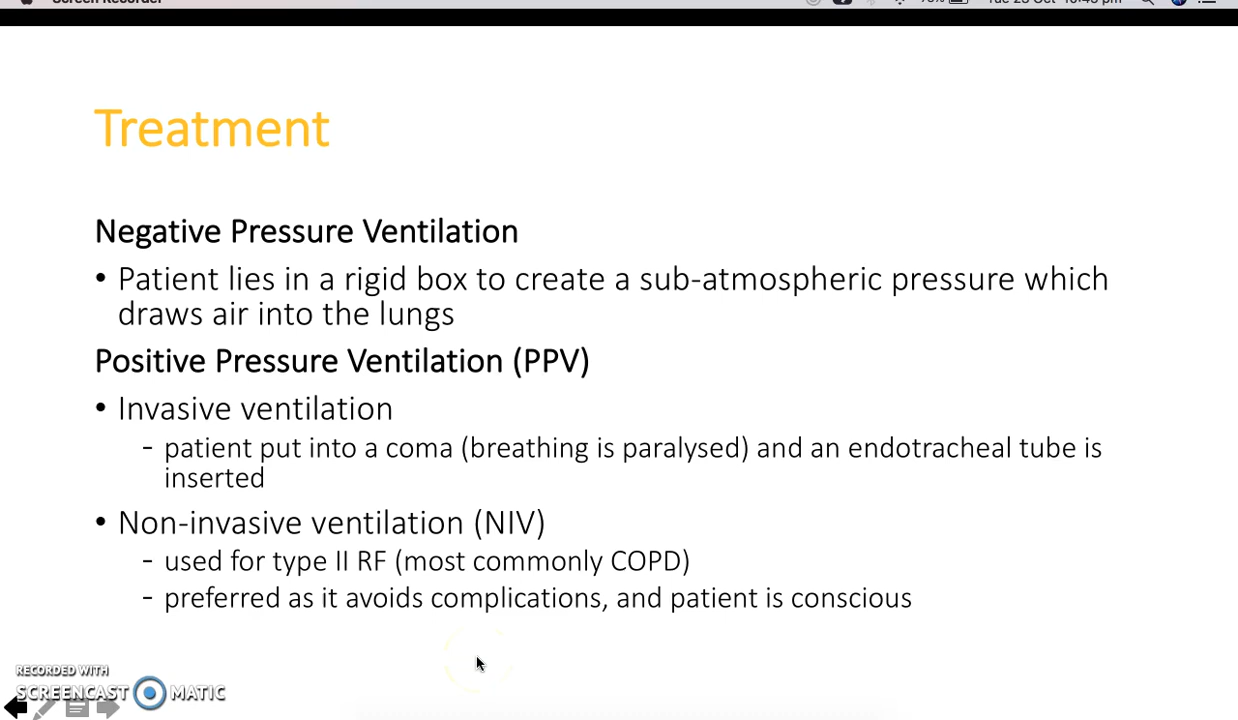 Treatment
Negative Pressure Ventilation
• Patient lies in a rigid box to create a sub-atmospheric pressure which
draws air into the lungs
Positive Pressure Ventilation (PPV)
• Invasive ventilation
- patient put into a coma (breathing is paralysed) and an endotracheal tube is
inserted
• Non-invasive ventilation (NIV)
- used for type II RF (most commonly COPD)
- preferred as it avoids complications, and patient is conscious
RECORDED WITH
SCREENCAST MATIC